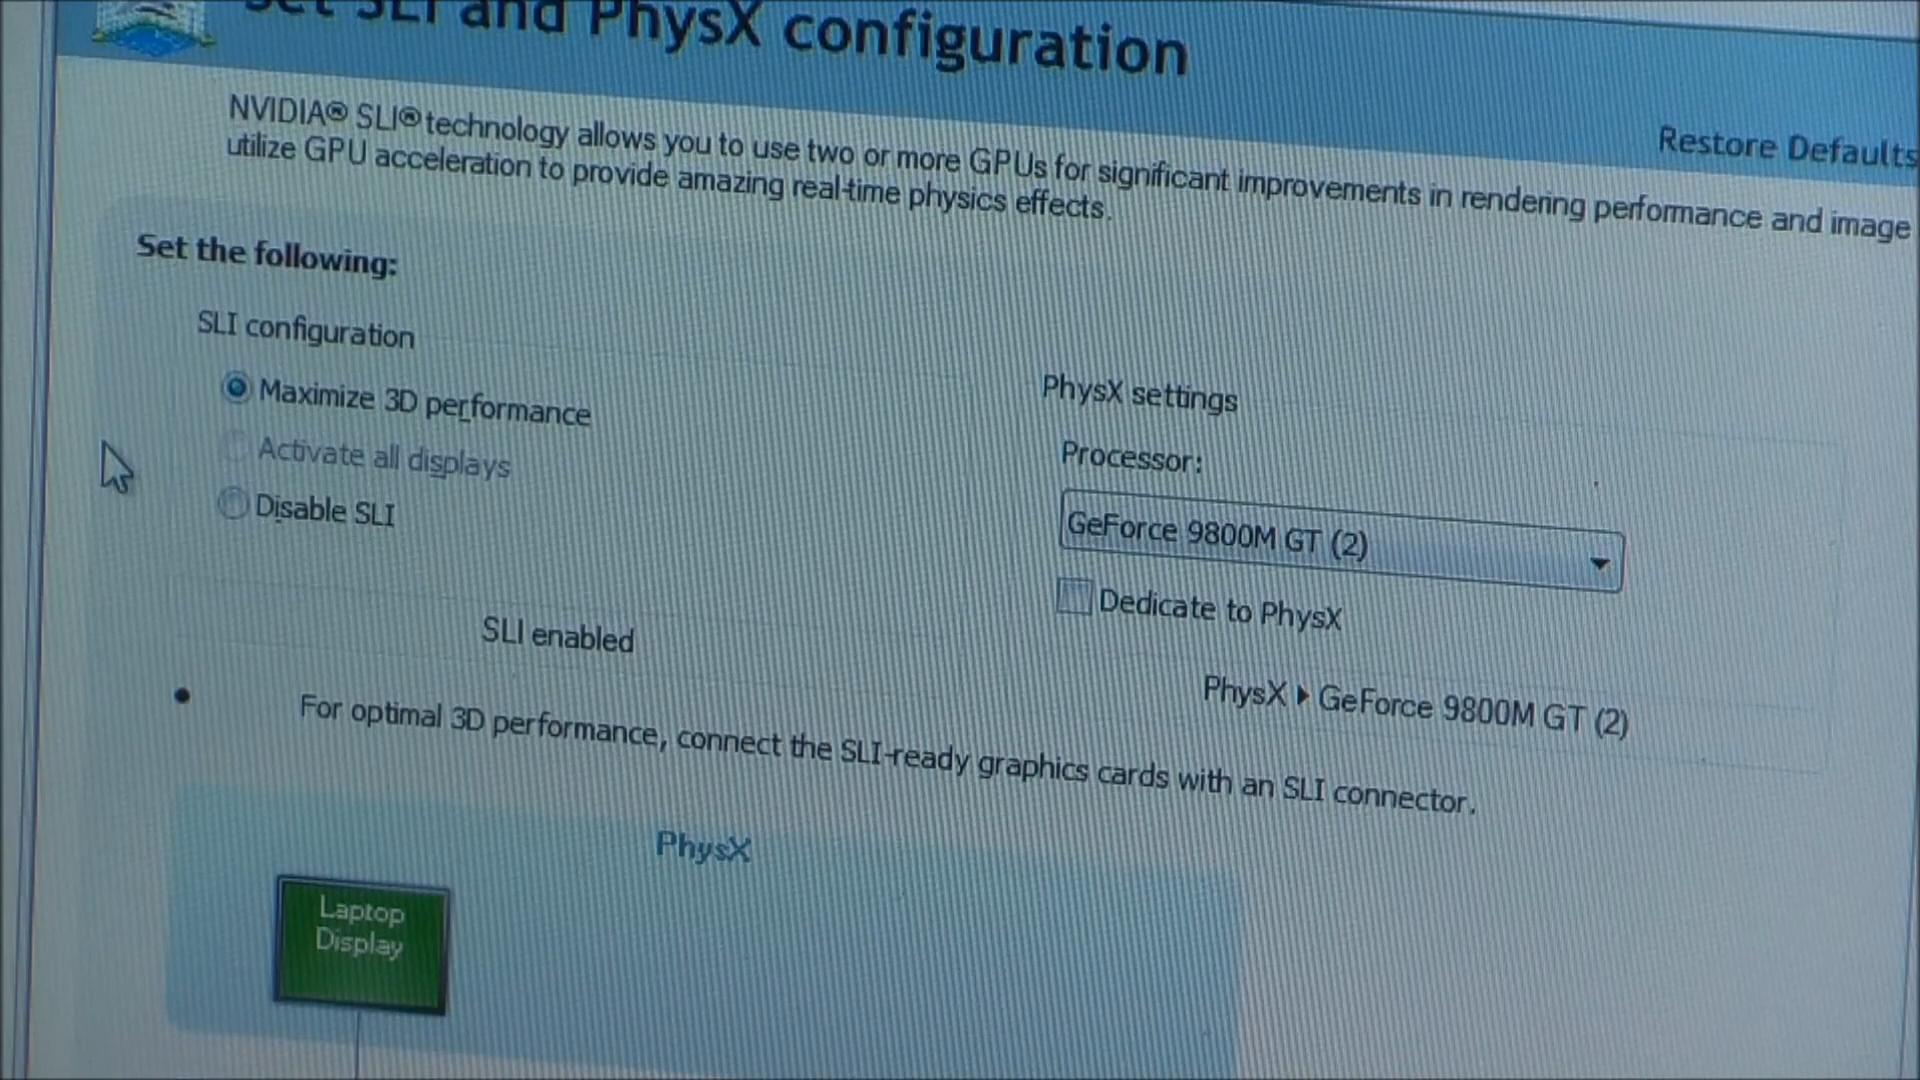 Set SLI and PhysX configuration
Restore Defaults
NVIDIA® SLI® technology allows you to use two or more GPUs for significant improvements in rendering performance and image
utilize GPU acceleration to provide amazing real-time physics effects.
Set the following:
SLI configuration
Maximize 3D performance
Activate all displays
Disable SLI
SLI enabled
PhysX settings
Processor:
GeForce 9800M GT (2)
Dedicate to PhysX
PhysX ▸ GeForce 9800M GT (2)
• For optimal 3D performance, connect the SLI-ready graphics cards with an SLI connector.
PhysX
Laptop
Display